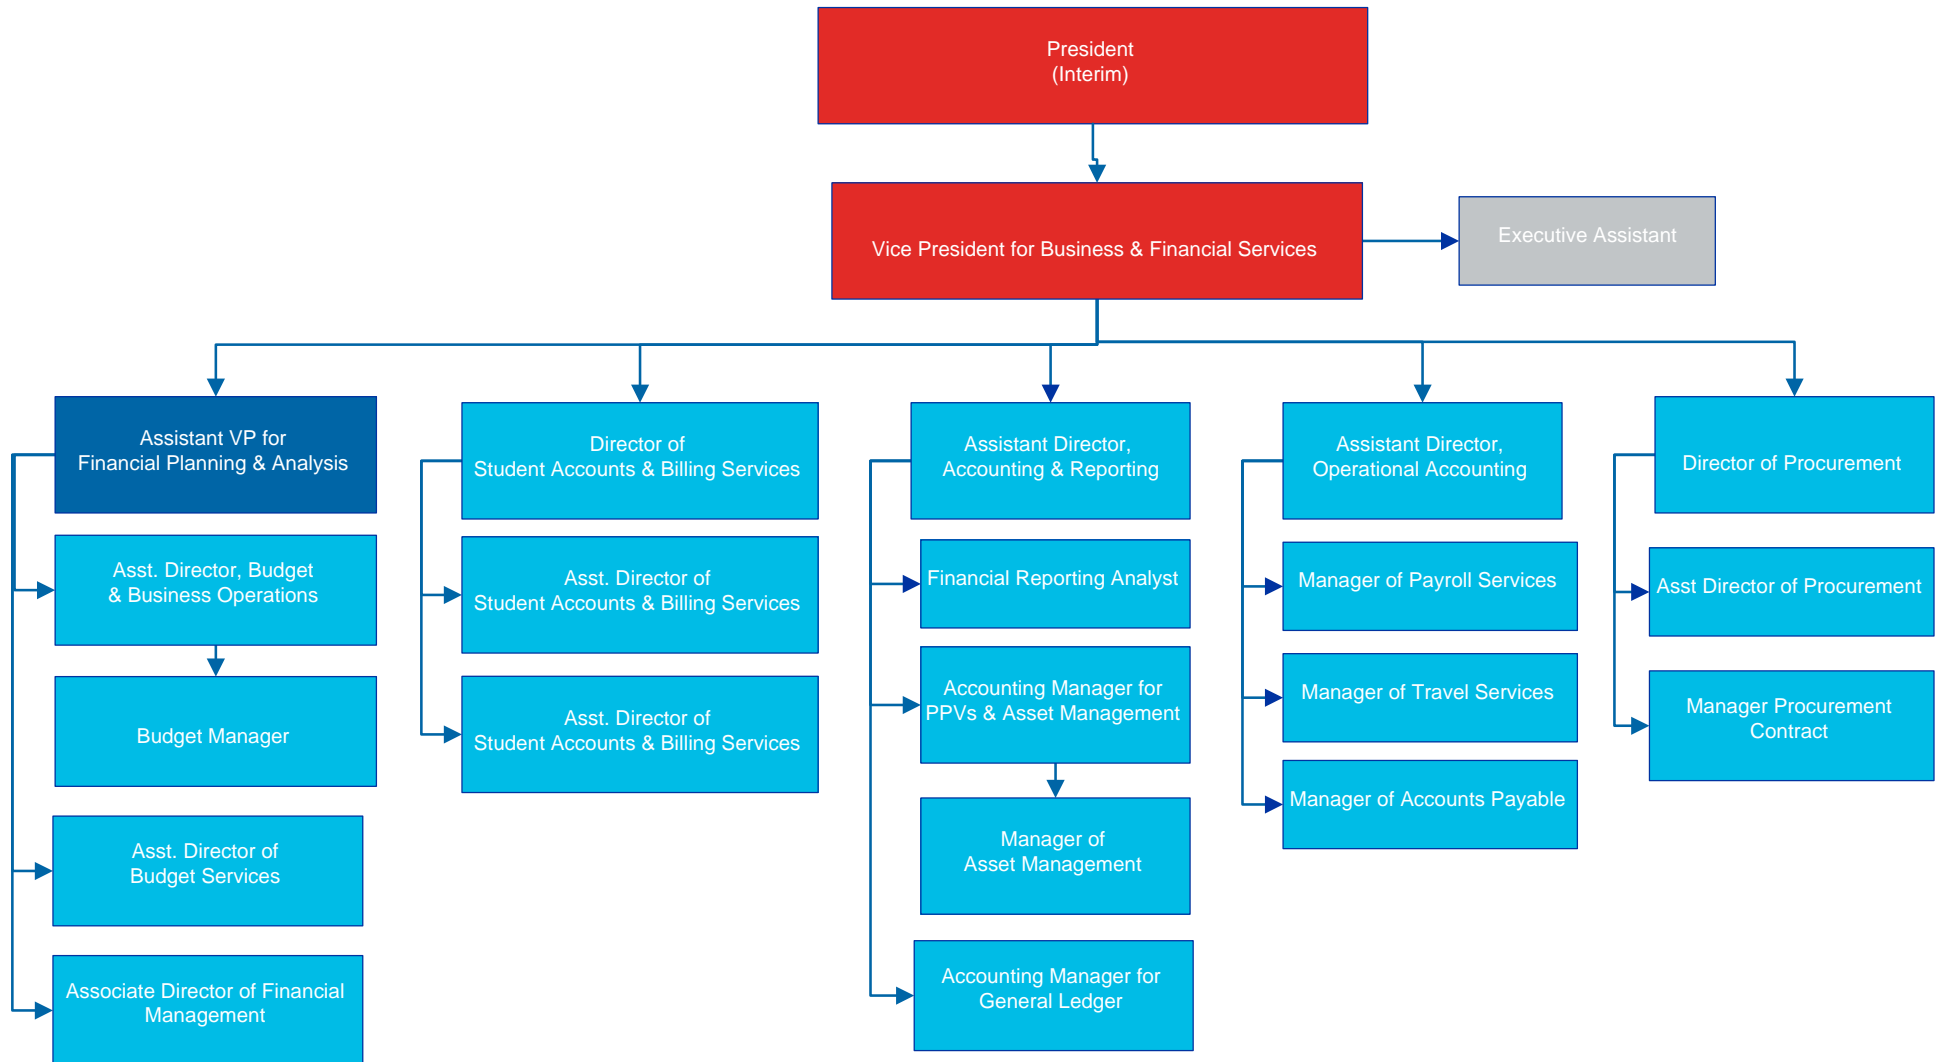 President
(Interim)
Vice President for Business & Financial Services
Executive Assistant
Assistant VP for
Financial Planning & Analysis
Asst. Director, Budget
& Business Operations
Budget Manager
Asst. Director of
Budget Services
Associate Director of Financial
Management
Director of
Student Accounts & Billing Services
Asst. Director of
Student Accounts & Billing Services
Asst. Director of
Student Accounts & Billing Services
Assistant Director,
Accounting & Reporting
Financial Reporting Analyst
Accounting Manager for
PPVs & Asset Management
Manager of
Asset Management
Accounting Manager for
General Ledger
Assistant Director,
Operational Accounting
Manager of Payroll Services
Manager of Travel Services
Manager of Accounts Payable
Director of Procurement
Asst Director of Procurement
Manager Procurement
Contract